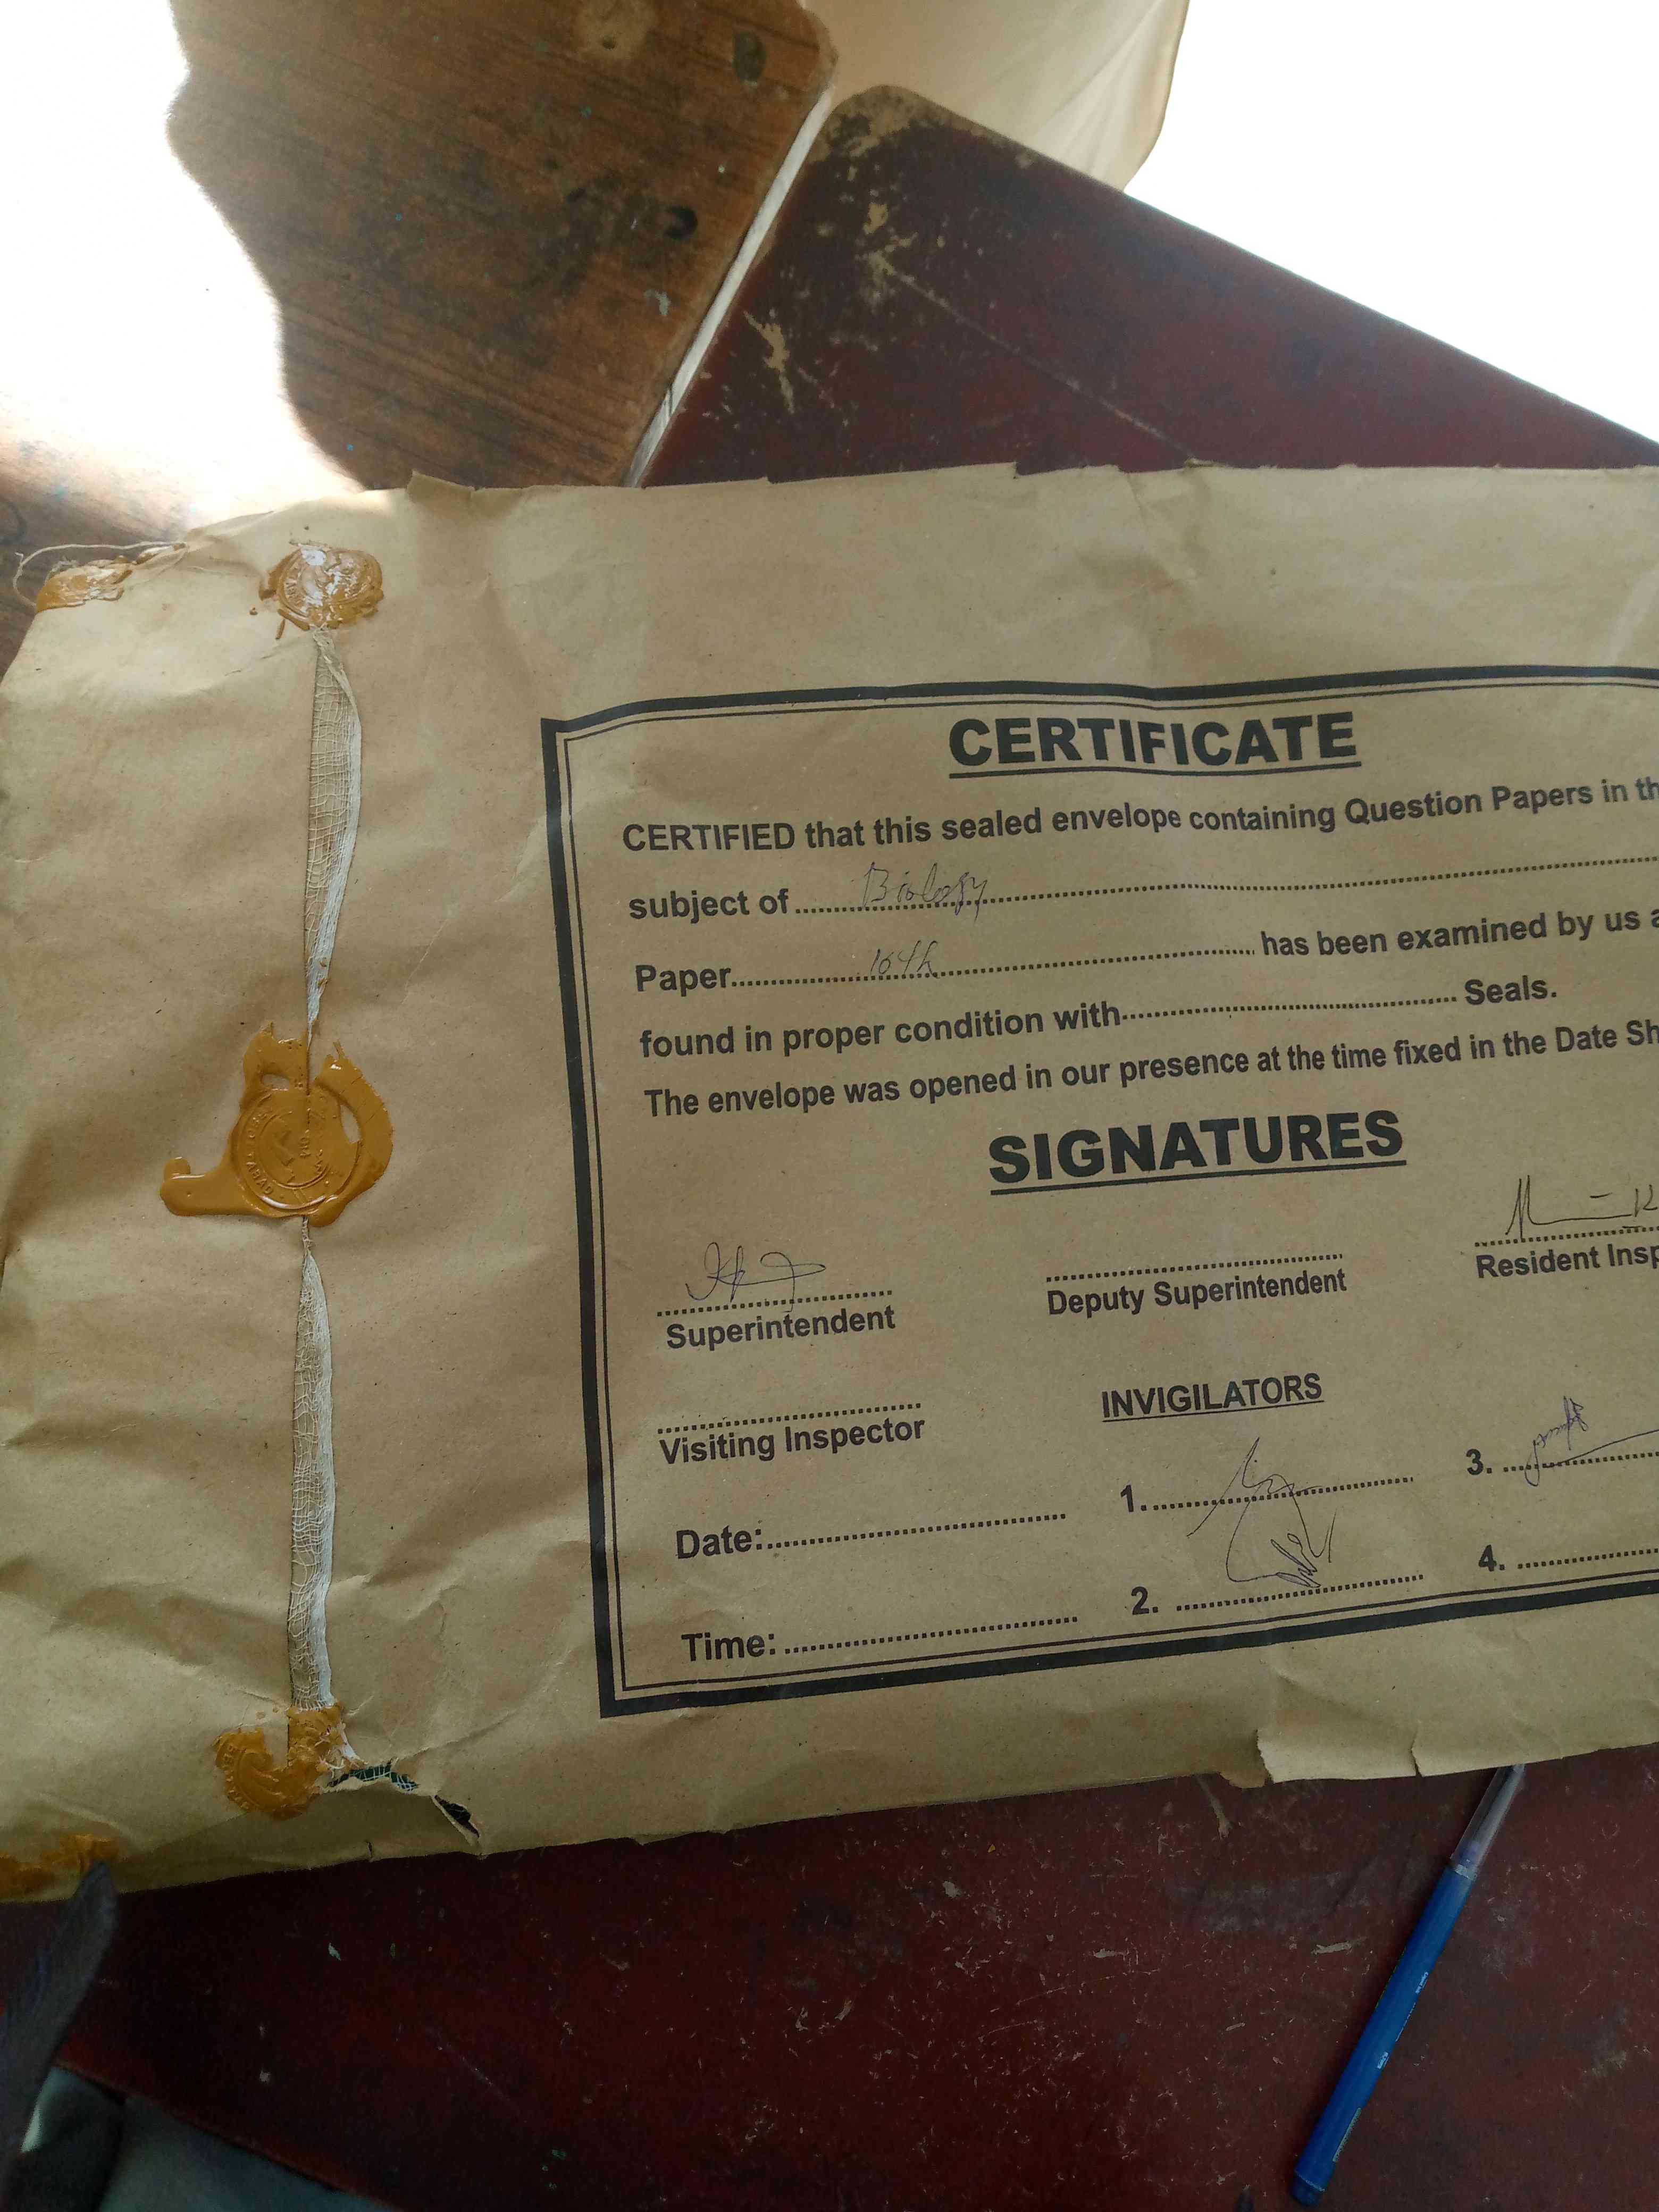 CERTIFICATE
CERTIFIED that this sealed envelope containing Question Papers in th
subject of Biology
Paper 10th has been examined by us a
found in proper condition with Seals.
The envelope was opened in our presence at the time fixed in the Date Sh
SIGNATURES
Superintendent
Deputy Superintendent
Resident Insp
Visiting Inspector
INVIGILATORS
1.
3.
Date:
2.
4.
Time: